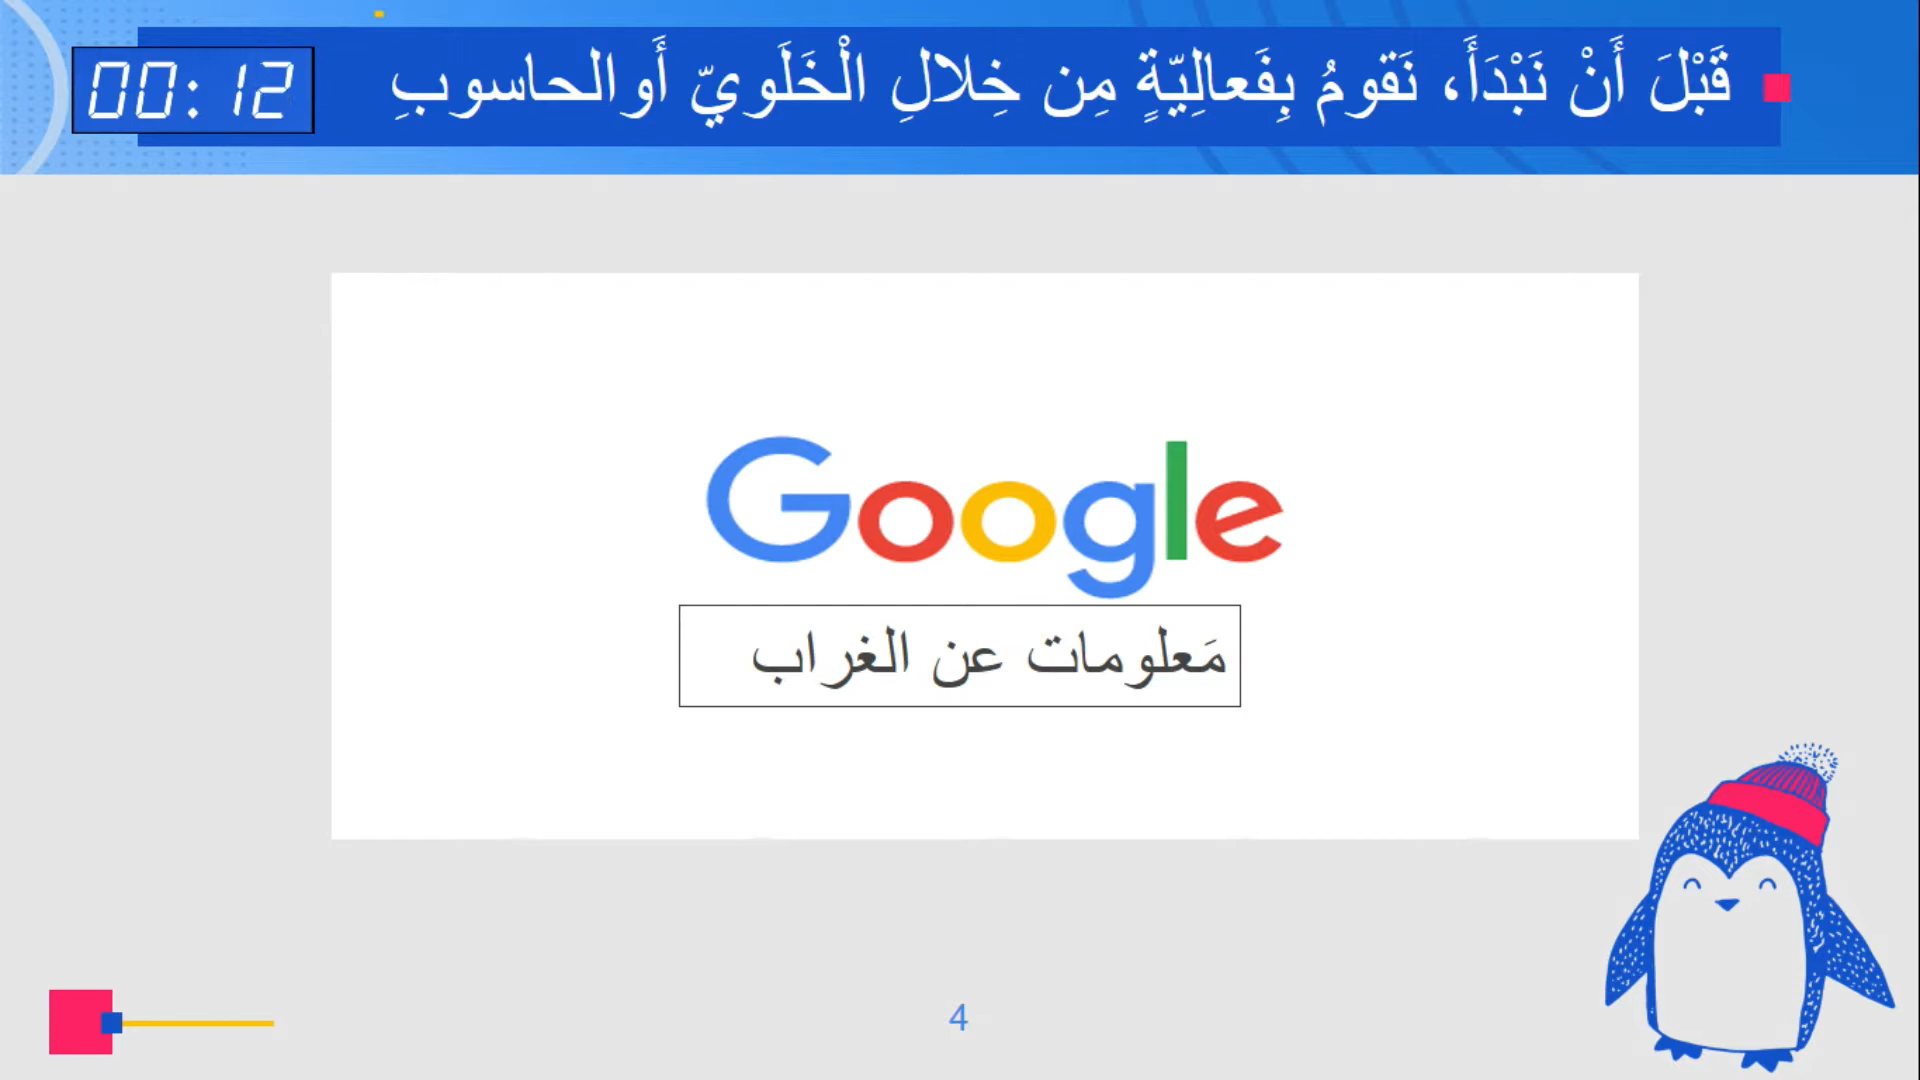 قَبْلَ أَنْ نَبْدَأَ، نَقومُ بِفَعالِيّةٍ مِن خِلالِ الْخَلَويّ أَوالحاسوبِ
00:12
Google
مَعلومات عن الغراب
4